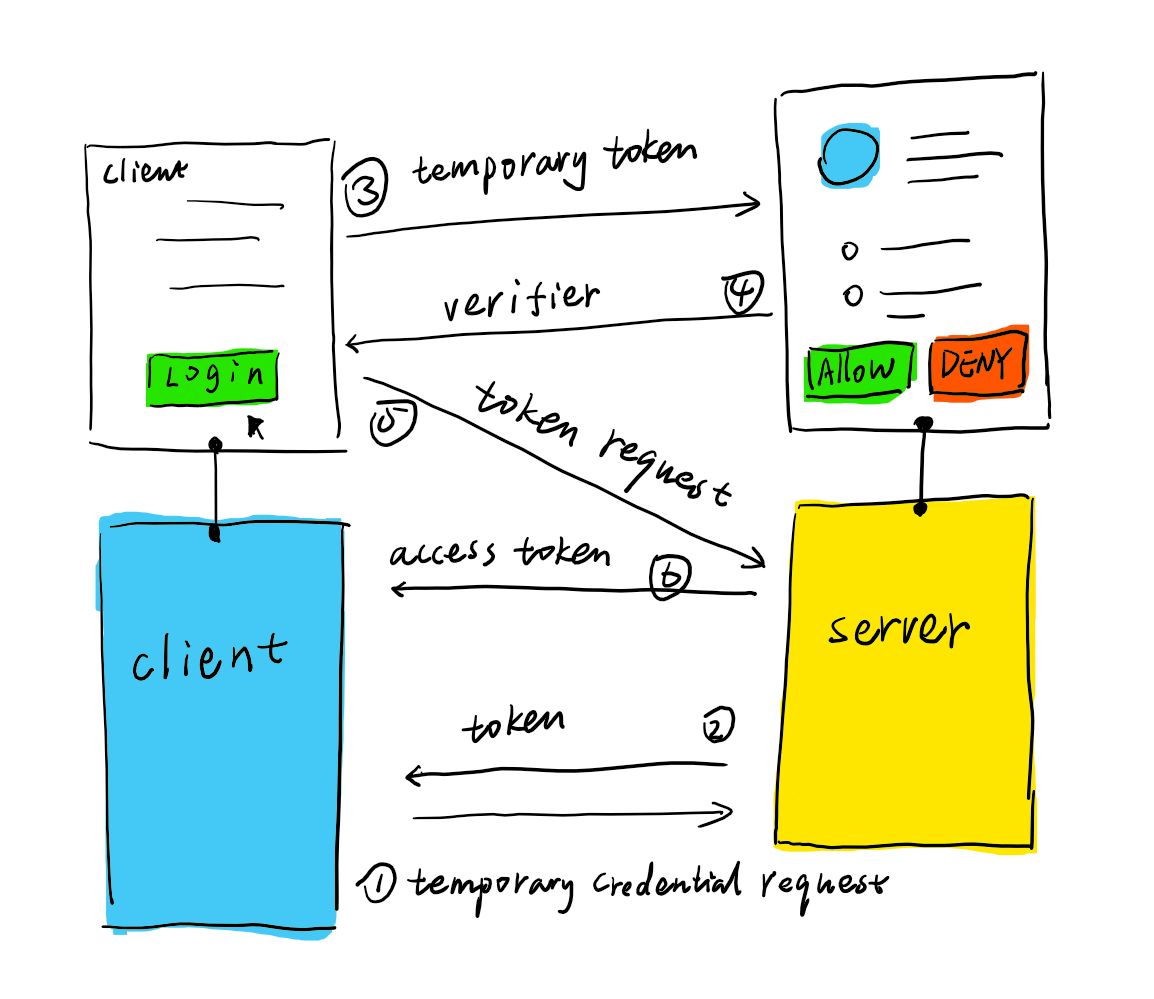 client
Login
③ temporary token
verifier ④
⑤ token request
access token ⑥
Allow
DENY
client
server
token ②
① temporary credential request